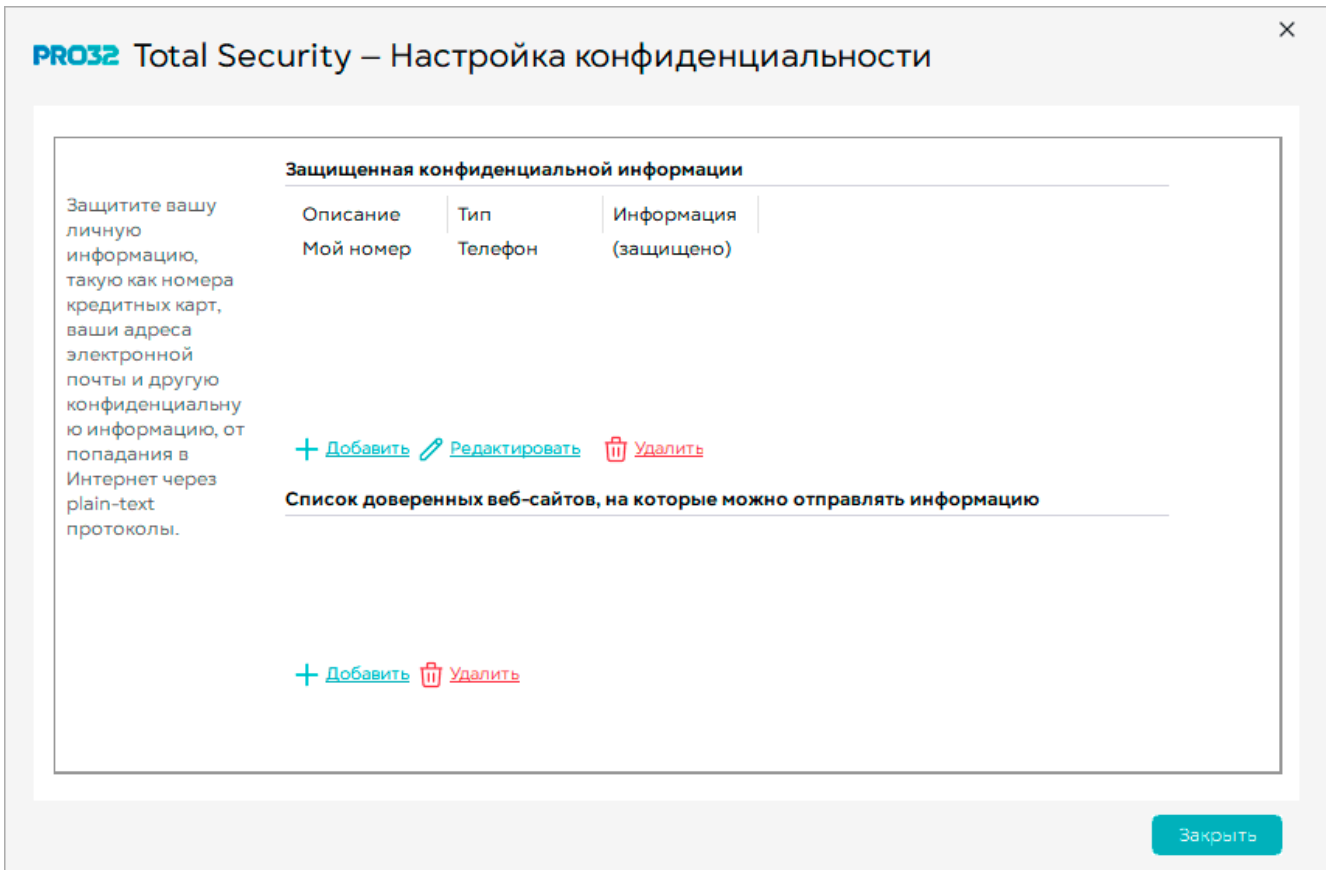 PRO32 Total Security – Настройка конфиденциальности
Защитите вашу
личную
информацию,
такую как номера
кредитных карт,
ваши адреса
электронной
почты и другую
конфиденциальну
ю информацию, от
попадания в
Интернет через
plain-text
протоколы.
Защищенная конфиденциальной информации
Описание Тип Информация
Мой номер Телефон (защищено)
Добавить Редактировать Удалить
Список доверенных веб-сайтов, на которые можно отправлять информацию
Добавить Удалить
Закрыть